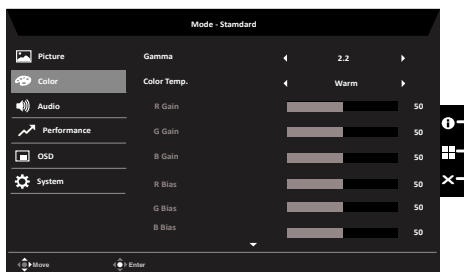 Mode - Stamdard
Picture
Color
Audio
Performance
OSD
System
Gamma 2.2
Color Temp. Warm
R Gain 50
G Gain 50
B Gain 50
R Bias 50
G Bias 50
B Bias 50
Move Enter